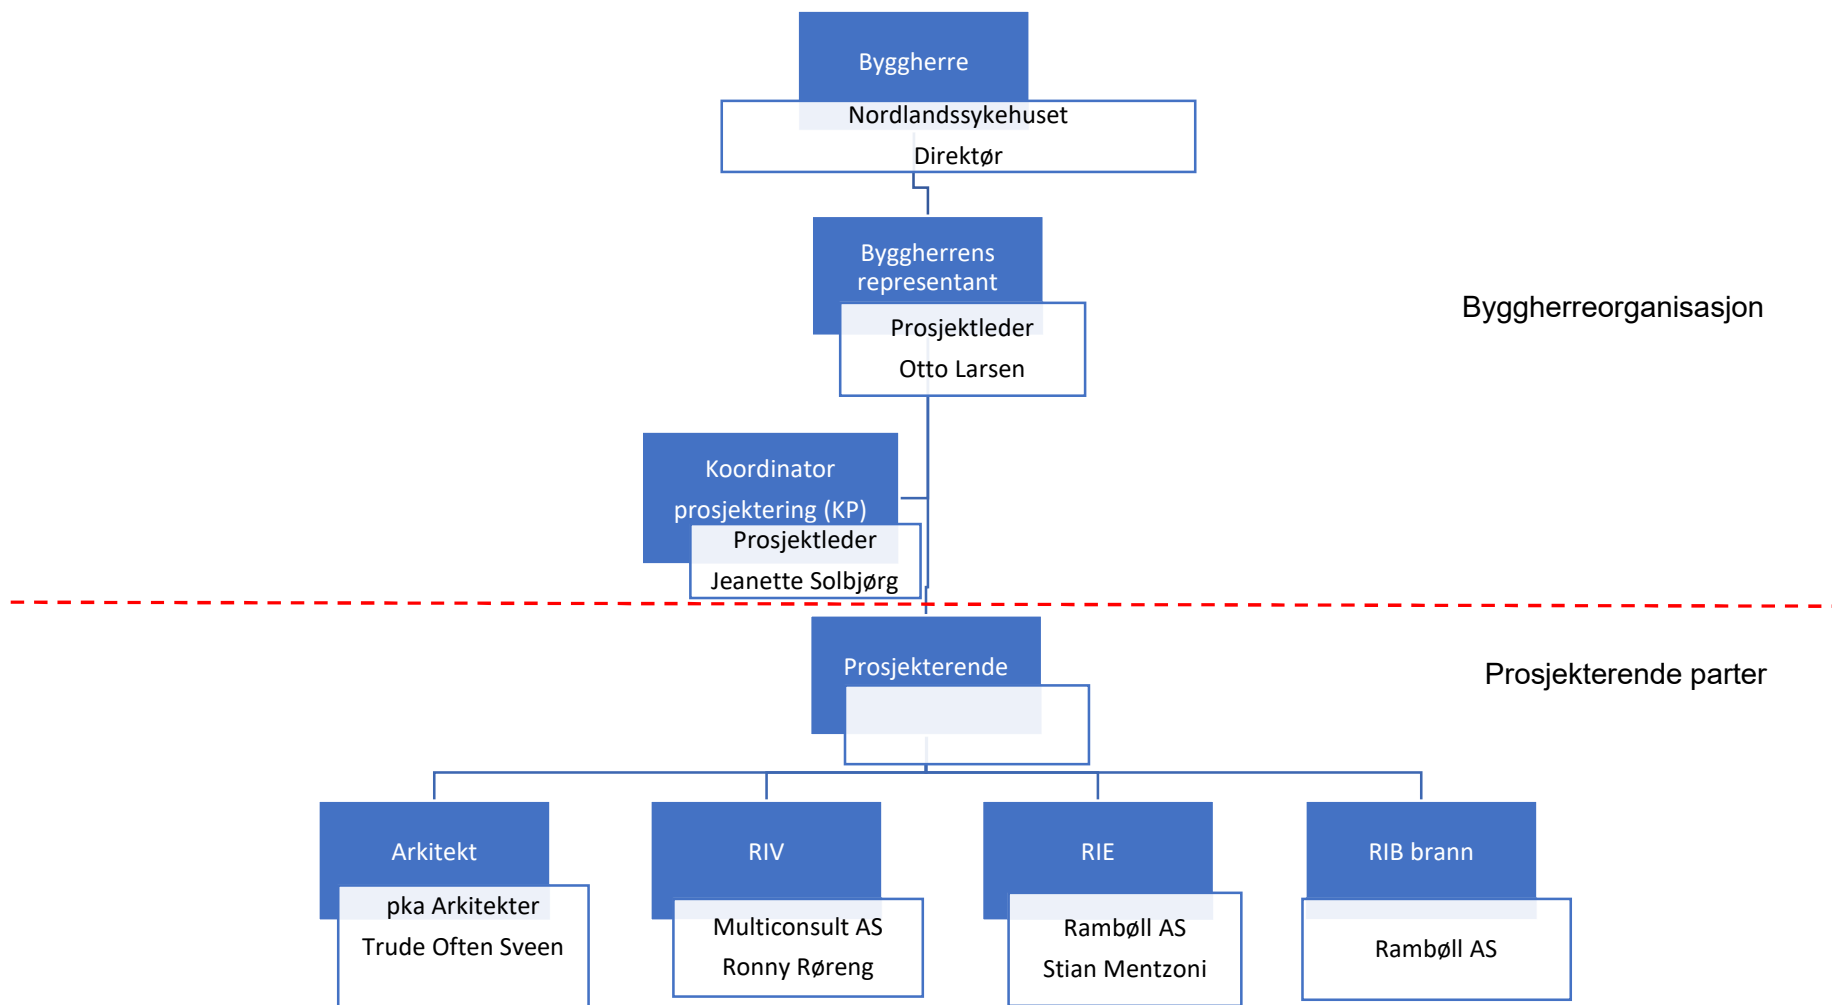 Byggherre
Nordlandssykehuset
Direktør
Byggherrens
representant
Prosjektleder
Otto Larsen
Byggherreorganisasjon
Koordinator
prosjektering (KP)
Prosjektleder
Jeanette Solbjørg
Prosjekterende
Prosjekterende parter
Arkitekt
pka Arkitekter
Trude Often Sveen
RIV
Multiconsult AS
Ronny Røreng
RIE
Rambøll AS
Stian Mentzoni
RIB brann
Rambøll AS